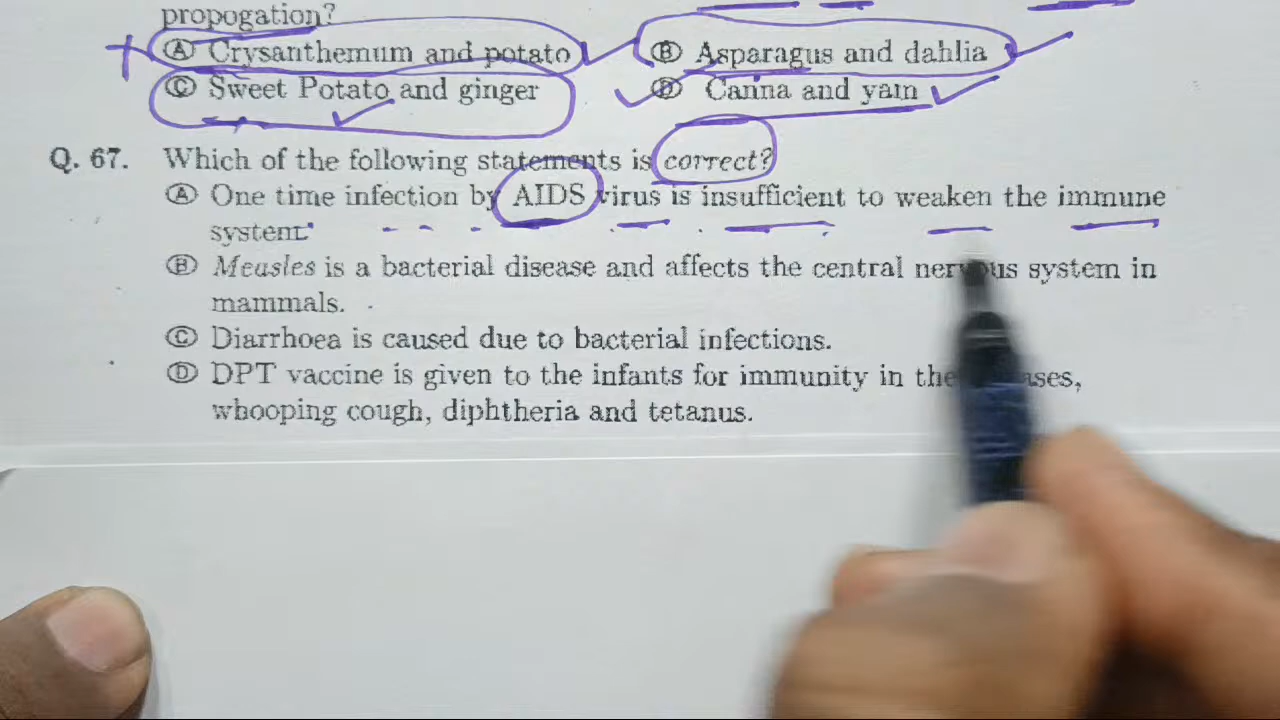 propogation?
Ⓐ Crysanthemum and potato Ⓑ Asparagus and dahlia
Ⓒ Sweet Potato and ginger Ⓓ Canna and yam
Q. 67. Which of the following statements is correct?
Ⓐ One time infection by AIDS virus is insufficient to weaken the immune
system.
Ⓑ Measles is a bacterial disease and affects the central nervous system in
mammals.
Ⓒ Diarrhoea is caused due to bacterial infections.
Ⓓ DPT vaccine is given to the infants for immunity in the
whooping cough, diphtheria and tetanus.